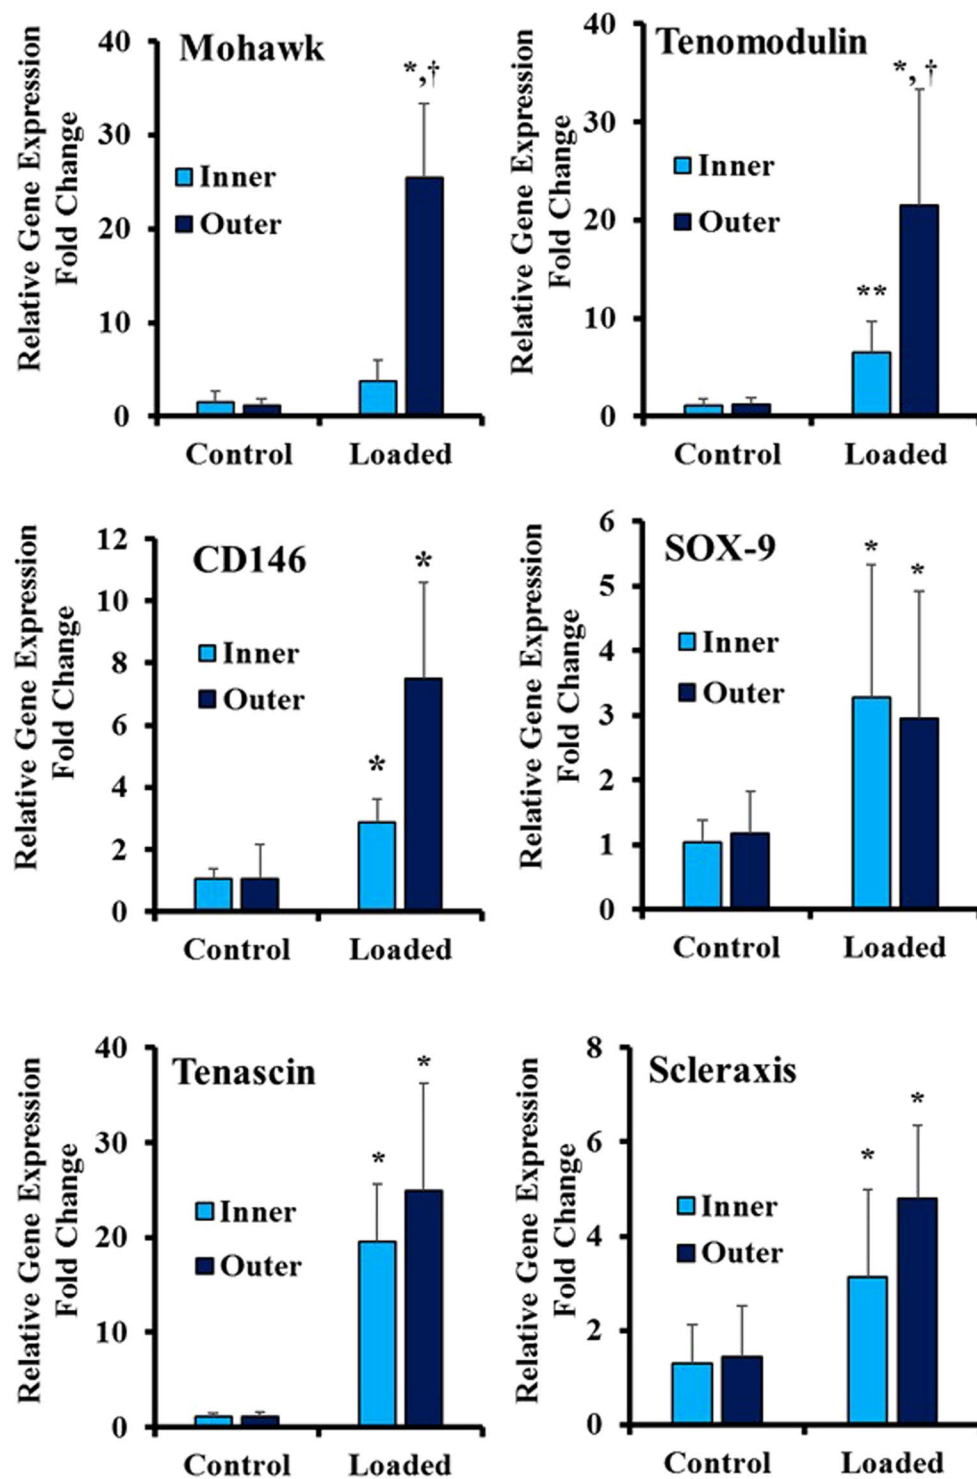 Mohawk
Relative Gene Expression
Fold Change
40
30
20
10
0
*,†
Inner
Outer
Control Loaded
Tenomodulin
Relative Gene Expression
Fold Change
40
30
20
10
0
*, †
**
Inner
Outer
Control Loaded
CD146
Relative Gene Expression
Fold Change
12
10
8
6
4
2
0
*
*
Inner
Outer
Control Loaded
SOX-9
Relative Gene Expression
Fold Change
6
5
4
3
2
1
0
*
*
Inner
Outer
Control Loaded
Tenascin
Relative Gene Expression
Fold Change
40
30
20
10
0
*
*
Inner
Outer
Control Loaded
Scleraxis
Relative Gene Expression
Fold Change
8
6
4
2
0
*
*
Inner
Outer
Control Loaded